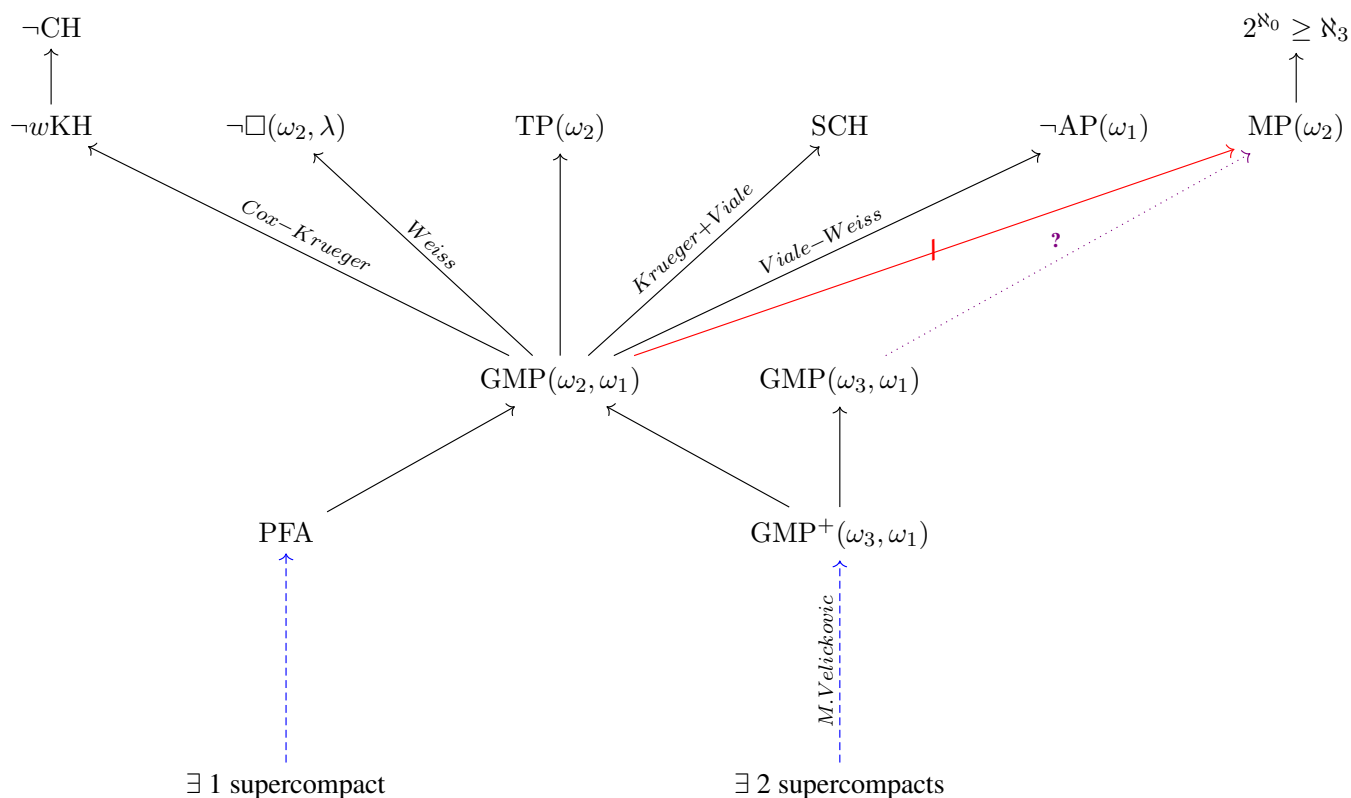 ¬CH
2^{ℵ₀} ≥ ℵ₃
¬wKH
¬□(ω₂, λ)
TP(ω₂)
SCH
¬AP(ω₁)
MP(ω₂)
Cox–Krueger
Weiss
Krueger+Viale
Viale–Weiss
?
GMP(ω₂, ω₁)
GMP(ω₃, ω₁)
PFA
GMP⁺(ω₃, ω₁)
M.Velickovic
∃ 1 supercompact
∃ 2 supercompacts